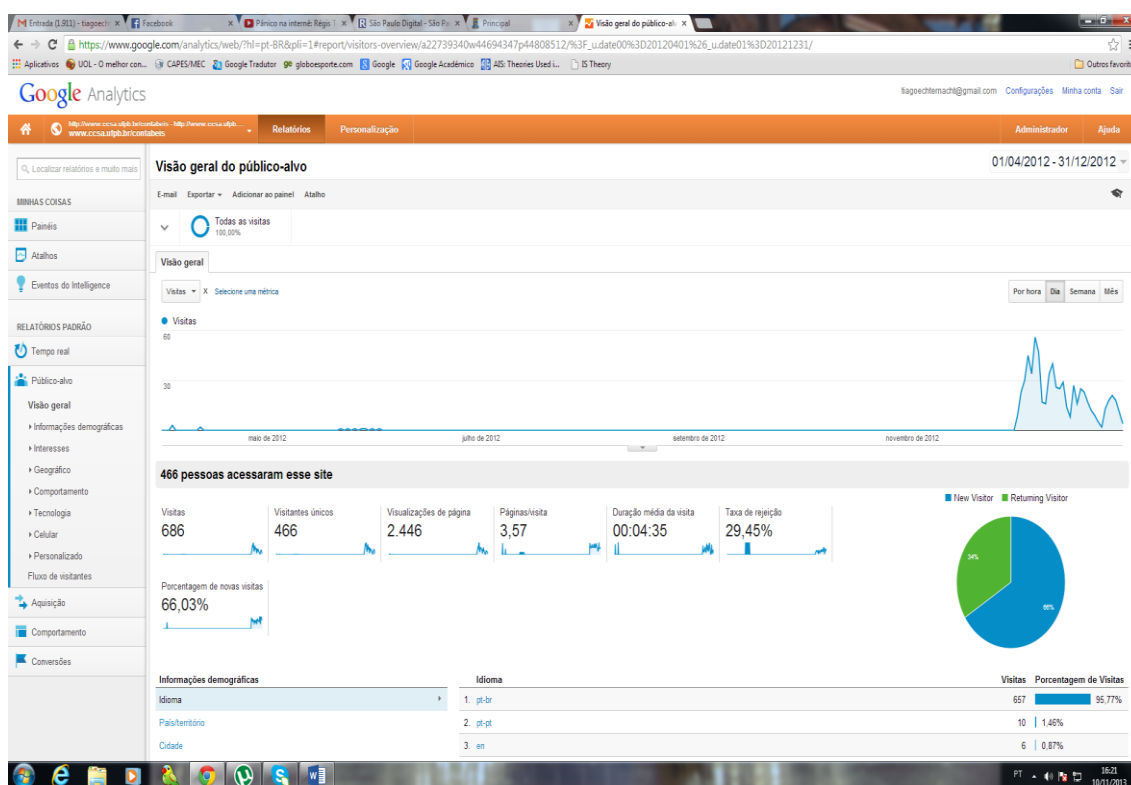 Entrada (1.911) - tiagoech
Facebook
Pânico na internê: Régis
São Paulo Digital - São Pa
Principal
Visão geral do público-alv
https://www.google.com/analytics/web/?hl=pt-BR&pli=1#report/visitors-overview/a22739340w44694347p44808512/%3F_u.date00%3D20120401%26_u.date01%3D20121231/
Aplicativos UOL - O melhor con... CAPES/MEC Google Tradutor globoesporte.com Google Google Acadêmico AIS: Theories Used i... IS Theory Outros favorit
Google Analytics
tiagoechternacht@gmail.com Configurações Minha conta Sair
http://www.ccsa.ufpb.br/contabeis - http://www.ccsa.ufpb....
www.ccsa.ufpb.br/contabeis
Relatórios Personalização Administrador Ajuda
Localizar relatórios e muito mais
MINHAS COISAS
Painéis
Atalhos
Eventos do Intelligence
RELATÓRIOS PADRÃO
Tempo real
Público-alvo
Visão geral
Informações demográficas
Interesses
Geográfico
Comportamento
Tecnologia
Celular
Personalizado
Fluxo de visitantes
Aquisição
Comportamento
Conversões
Visão geral do público-alvo
01/04/2012 - 31/12/2012
E-mail Exportar Adicionar ao painel Atalho
Todas as visitas
100,00%
Visão geral
Visitas X Selecione uma métrica
Por hora Dia Semana Mês
Visitas
60
30
maio de 2012 julho de 2012 setembro de 2012 novembro de 2012
466 pessoas acessaram esse site
New Visitor Returning Visitor
Visitas
686
Visitantes únicos
466
Visualizações de página
2.446
Páginas/visita
3,57
Duração média da visita
00:04:35
Taxa de rejeição
29,45%
Porcentagem de novas visitas
66,03%
34%
66%
Informações demográficas
Idioma
País/território
Cidade
Idioma Visitas Porcentagem de Visitas
1. pt-br 657 95,77%
2. pt-pt 10 1,46%
3. en 6 0,87%
PT 16:21
10/11/2013